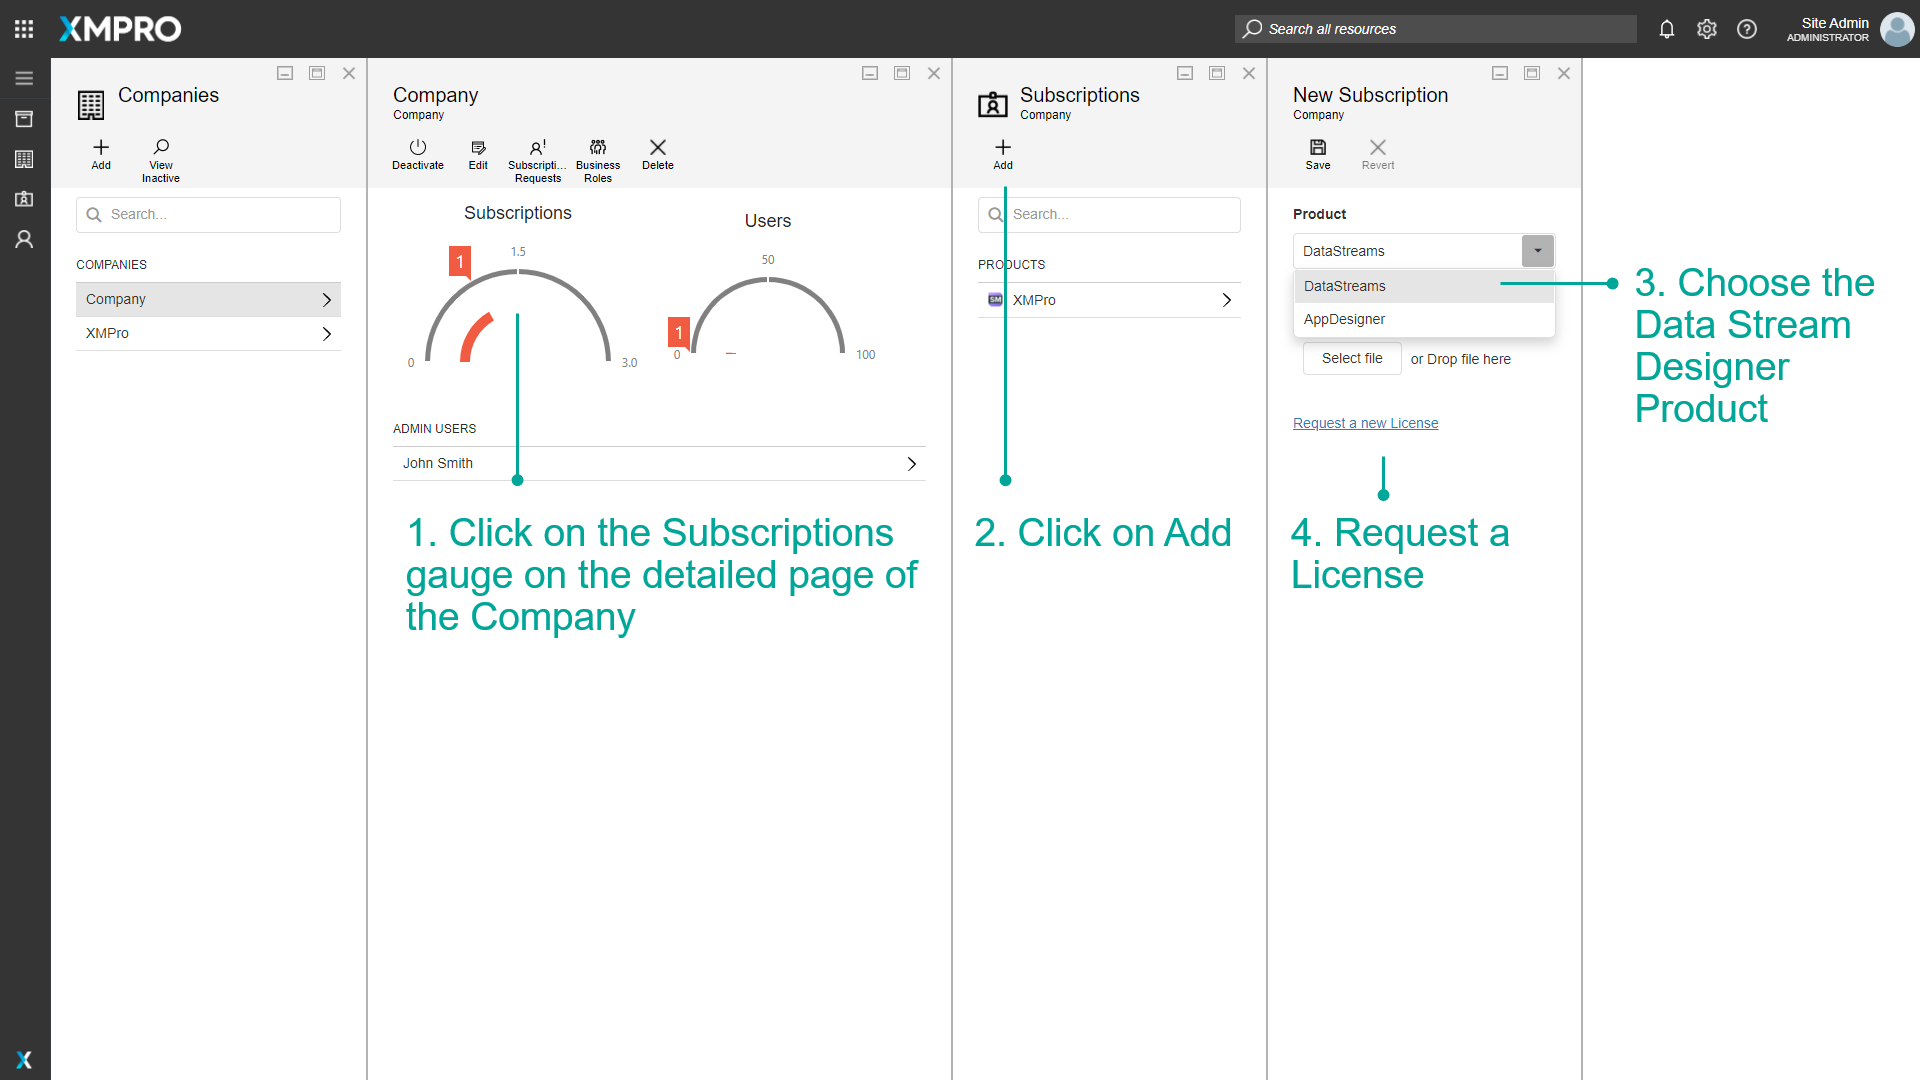 XMPRO
Search all resources
Site Admin
ADMINISTRATOR
Companies
Add
View
Inactive
Search...
COMPANIES
Company
XMPro
Company
Company
Deactivate
Edit
Subscripti...
Requests
Business
Roles
Delete
Subscriptions
1
0
1.5
3.0
Users
1
0
50
100
ADMIN USERS
John Smith
1. Click on the Subscriptions
gauge on the detailed page of
the Company
Subscriptions
Company
Add
Search...
PRODUCTS
SM
XMPro
2. Click on Add
New Subscription
Company
Save
Revert
Product
DataStreams
DataStreams
AppDesigner
Select file
or Drop file here
Request a new License
4. Request a
License
3. Choose the
Data Stream
Designer
Product